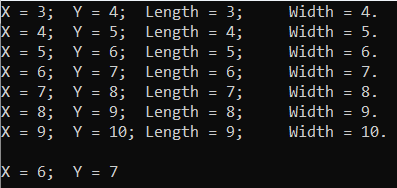 X = 3;  Y = 4;  Length = 3;     Width = 4.
X = 4;  Y = 5;  Length = 4;     Width = 5.
X = 5;  Y = 6;  Length = 5;     Width = 6.
X = 6;  Y = 7;  Length = 6;     Width = 7.
X = 7;  Y = 8;  Length = 7;     Width = 8.
X = 8;  Y = 9;  Length = 8;     Width = 9.
X = 9;  Y = 10; Length = 9;     Width = 10.

X = 6;  Y = 7